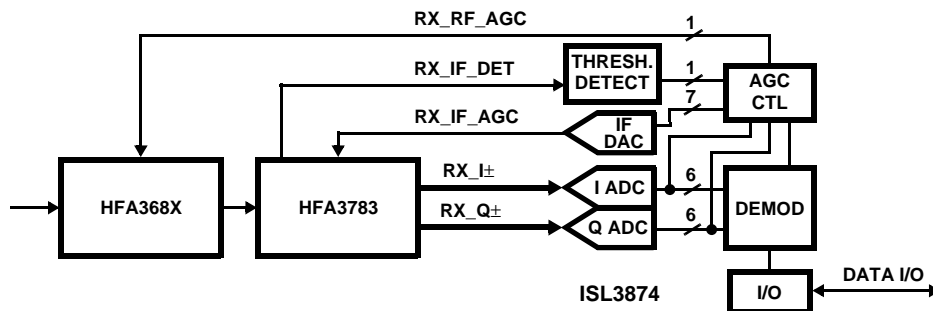 RX_RF_AGC
1
RX_IF_DET
THRESH.
DETECT
1
AGC
CTL
7
RX_IF_AGC
IF
DAC
RX_I±
I ADC
6
HFA368X
HFA3783
DEMOD
RX_Q±
Q ADC
6
DATA I/O
ISL3874
I/O